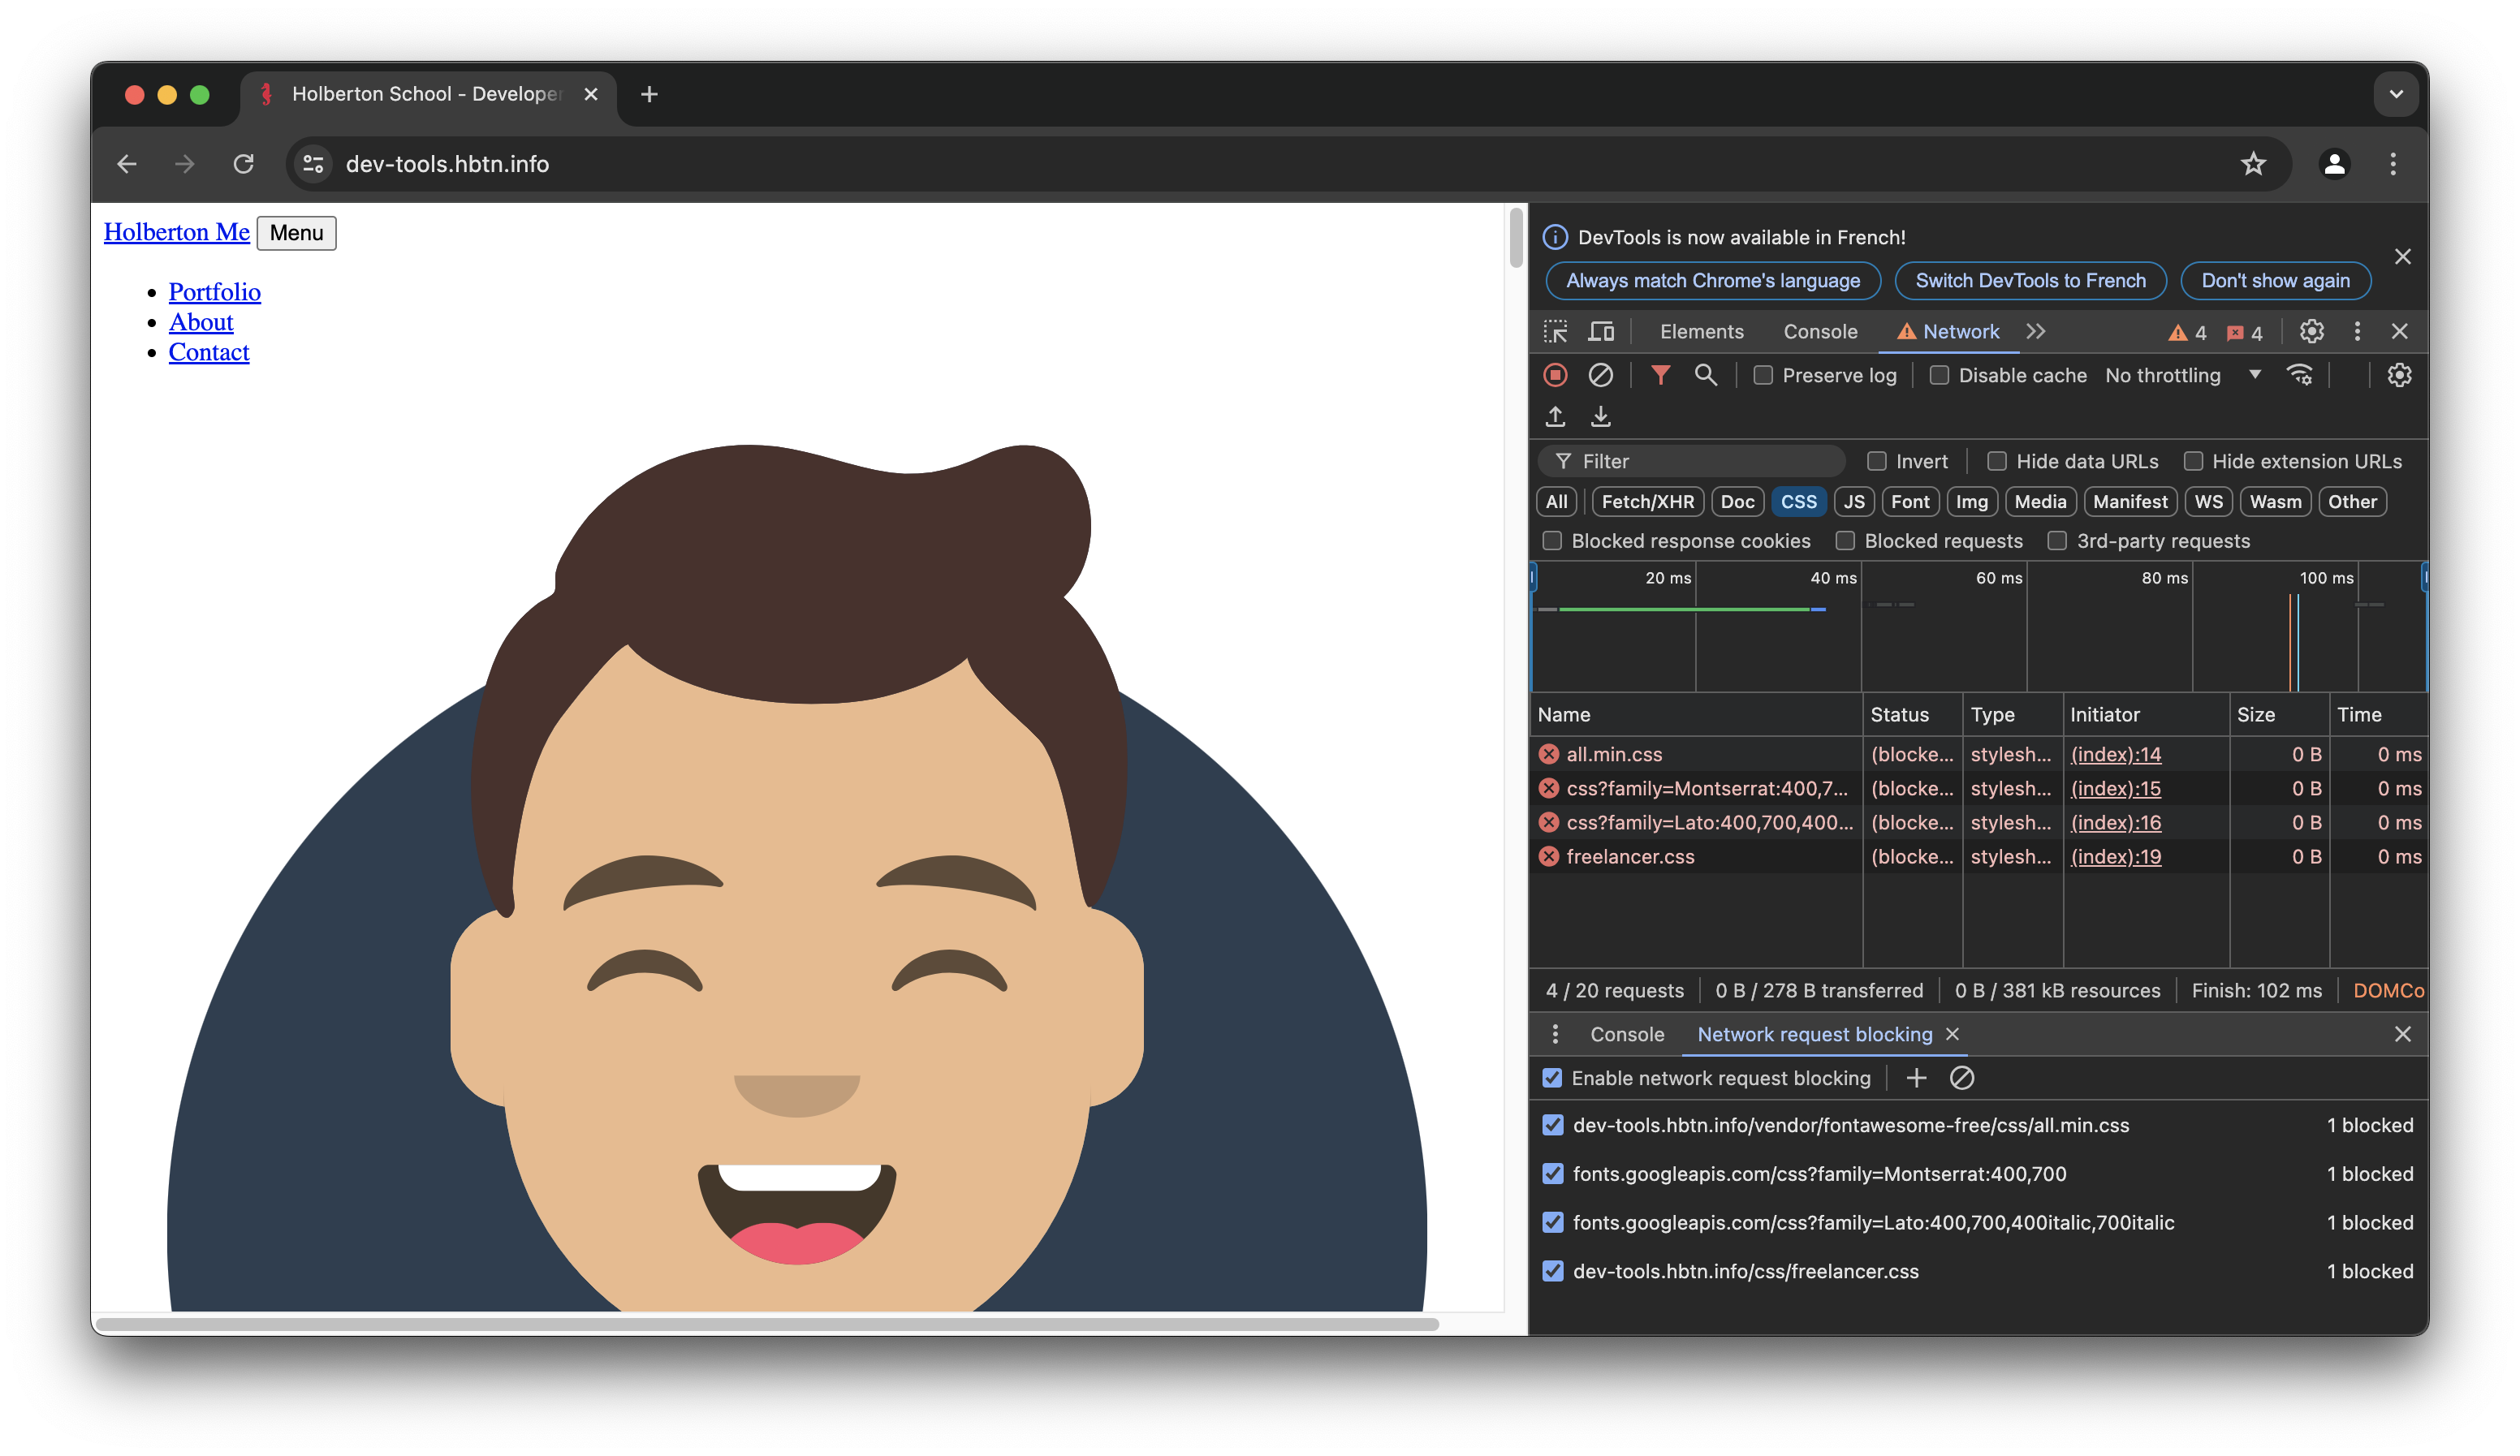 Holberton School - Develope
dev-tools.hbtn.info
Holberton Me Menu
Portfolio
About
Contact
DevTools is now available in French!
Always match Chrome's language Switch DevTools to French Don't show again
Elements Console Network 4 4
Preserve log Disable cache No throttling
Filter Invert Hide data URLs Hide extension URLs
All Fetch/XHR Doc CSS JS Font Img Media Manifest WS Wasm Other
Blocked response cookies Blocked requests 3rd-party requests
20 ms 40 ms 60 ms 80 ms 100 ms
Name Status Type Initiator Size Time
all.min.css (blocke... stylesh... (index):14 0 B 0 ms
css?family=Montserrat:400,7... (blocke... stylesh... (index):15 0 B 0 ms
css?family=Lato:400,700,400... (blocke... stylesh... (index):16 0 B 0 ms
freelancer.css (blocke... stylesh... (index):19 0 B 0 ms
4 / 20 requests 0 B / 278 B transferred 0 B / 381 kB resources Finish: 102 ms DOMCo
Console Network request blocking
Enable network request blocking
dev-tools.hbtn.info/vendor/fontawesome-free/css/all.min.css 1 blocked
fonts.googleapis.com/css?family=Montserrat:400,700 1 blocked
fonts.googleapis.com/css?family=Lato:400,700,400italic,700italic 1 blocked
dev-tools.hbtn.info/css/freelancer.css 1 blocked